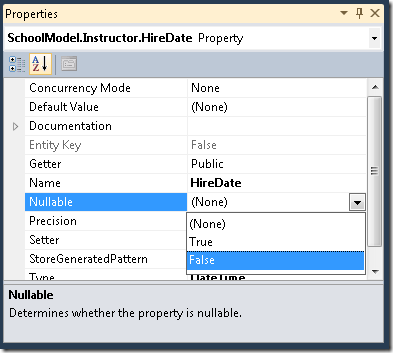 Properties
SchoolModel.Instructor.HireDate Property
Concurrency Mode None
Default Value (None)
Documentation
Entity Key False
Getter Public
Name HireDate
Nullable (None)
Precision (None)
Setter True
StoreGeneratedPattern False
Type DateTime
Nullable
Determines whether the property is nullable.